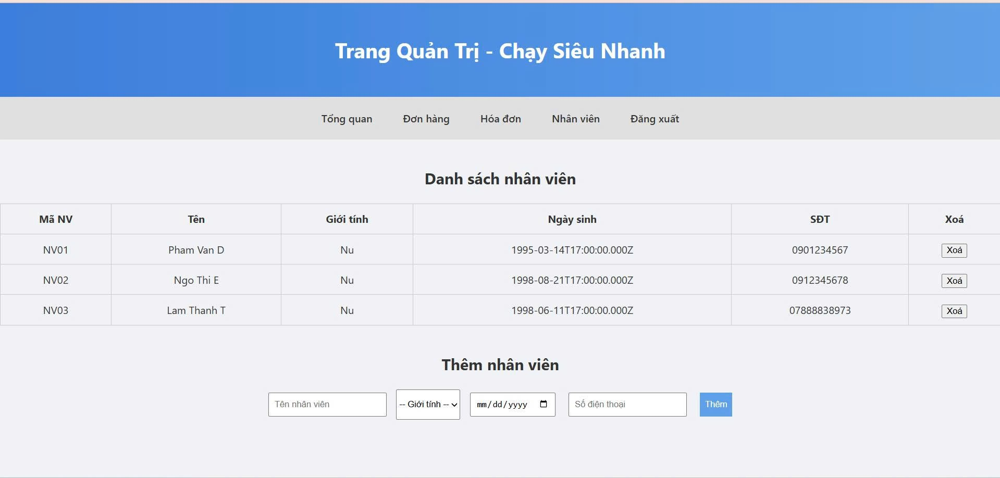 Trang Quản Trị - Chạy Siêu Nhanh
Tổng quan Đơn hàng Hóa đơn Nhân viên Đăng xuất
Danh sách nhân viên
Mã NV Tên Giới tính Ngày sinh SĐT Xoá
NV01 Pham Van D Nu 1995-03-14T17:00:00.000Z 0901234567 Xoá
NV02 Ngo Thi E Nu 1998-08-21T17:00:00.000Z 0912345678 Xoá
NV03 Lam Thanh T Nu 1998-06-11T17:00:00.000Z 07888838973 Xoá
Thêm nhân viên
Tên nhân viên -- Giới tính -- mm/dd/yyyy Số điện thoại Thêm